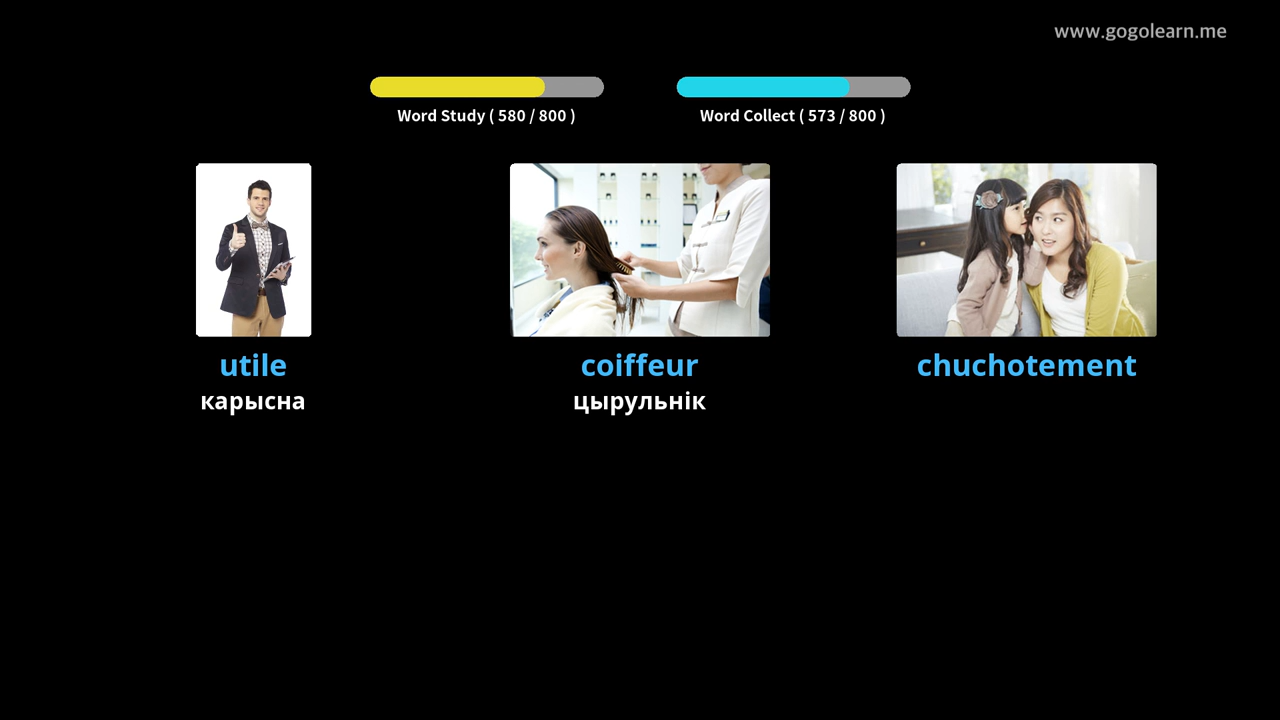 www.gogolearn.me
Word Study ( 580 / 800 )
Word Collect ( 573 / 800 )
utile
coiffeur
chuchotement
карысна
цырульнік